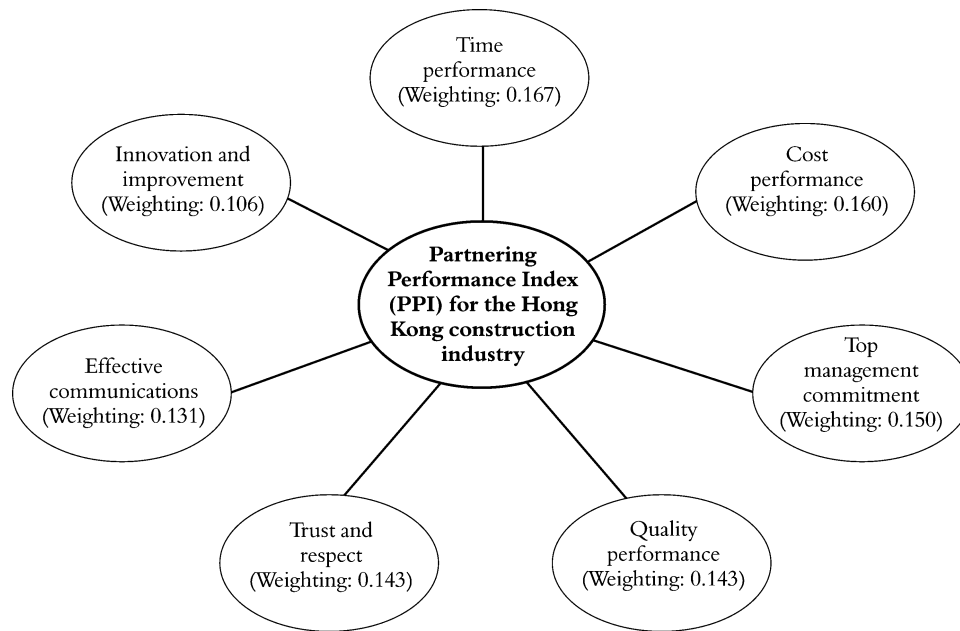 Time
performance
(Weighting: 0.167)
Innovation and
improvement
(Weighting: 0.106)
Cost
performance
(Weighting: 0.160)
Partnering
Performance Index
(PPI) for the Hong
Kong construction
industry
Effective
communications
(Weighting: 0.131)
Top
management
commitment
(Weighting: 0.150)
Trust and
respect
(Weighting: 0.143)
Quality
performance
(Weighting: 0.143)